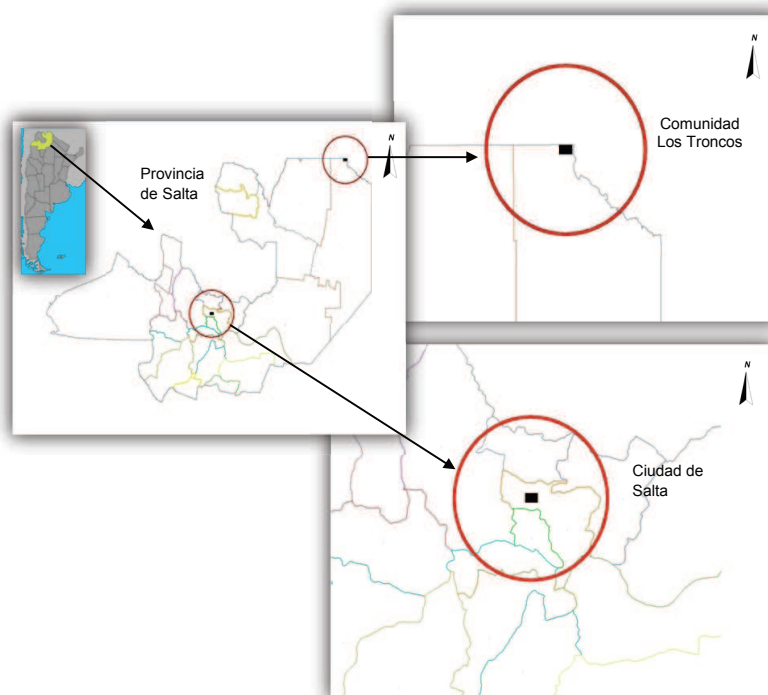 N
Comunidad
Los Troncos
N
Provincia
de Salta
N
Ciudad de
Salta